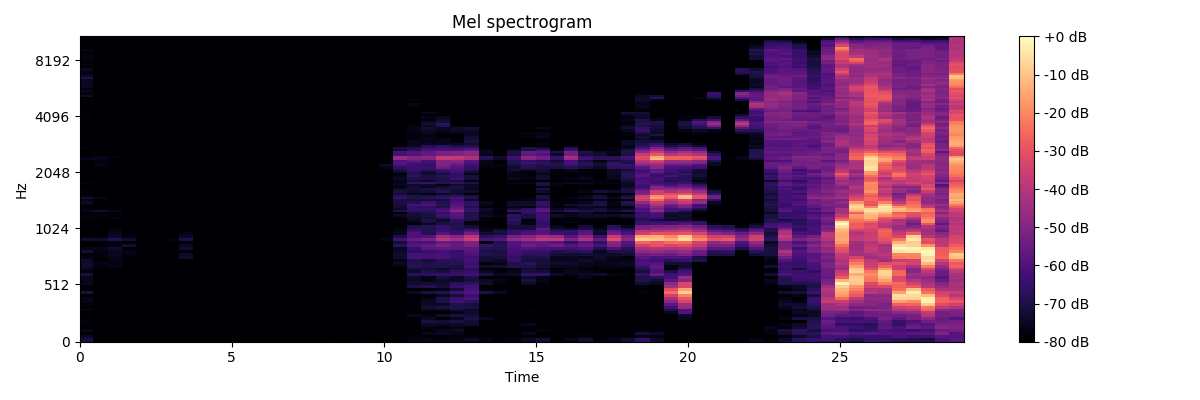 Mel spectrogram
Hz
8192
4096
2048
1024
512
0
0 5 10 15 20 25
Time
+0 dB
-10 dB
-20 dB
-30 dB
-40 dB
-50 dB
-60 dB
-70 dB
-80 dB